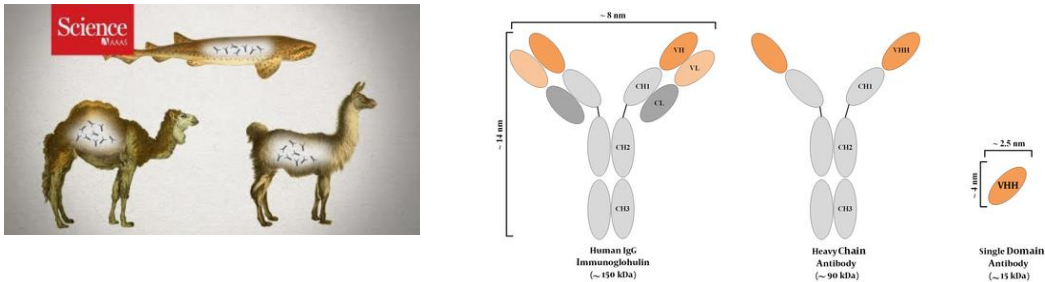 Science
AAAS
~ 8 nm
~ 14 nm
VH
VL
CH1
CL
CH2
CH3
Human IgG
Immunoglohulin
(~ 150 kDa)
VHH
CH1
CH2
CH3
Heavy Chain
Antibody
(~ 90 kDa)
~ 2.5 nm
~ 4 nm
VHH
Single Domain
Antibody
(~ 15 kDa)